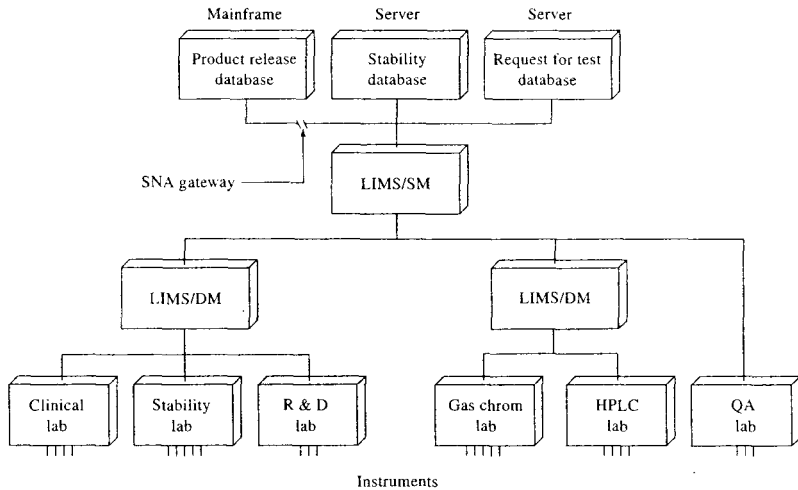 Mainframe
Server
Server
Product release
database
Stability
database
Request for test
database
SNA gateway
LIMS/SM
LIMS/DM
LIMS/DM
Clinical
lab
Stability
lab
R & D
lab
Gas chrom
lab
HPLC
lab
QA
lab
Instruments